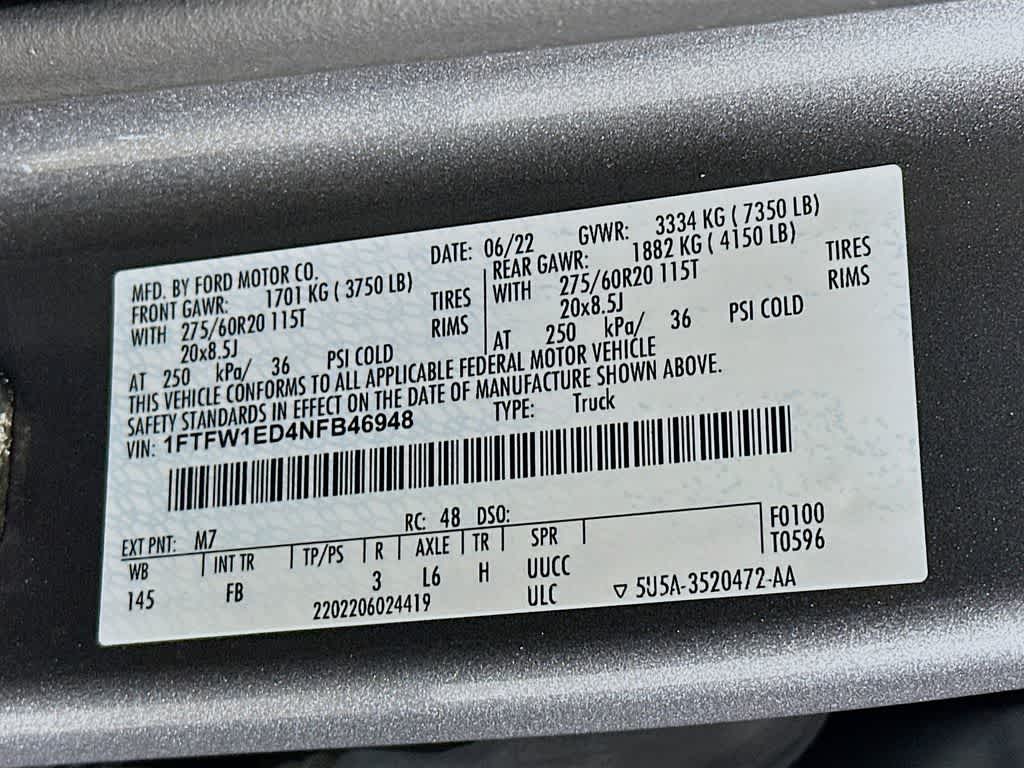 MFD. BY FORD MOTOR CO. DATE: 06/22 GVWR: 3334 KG ( 7350 LB)
FRONT GAWR: 1701 KG ( 3750 LB) REAR GAWR: 1882 KG ( 4150 LB)
WITH 275/60R20 115T TIRES WITH 275/60R20 115T TIRES
20x8.5J RIMS 20x8.5J RIMS
AT 250 kPa/ 36 PSI COLD AT 250 kPa/ 36 PSI COLD
THIS VEHICLE CONFORMS TO ALL APPLICABLE FEDERAL MOTOR VEHICLE
SAFETY STANDARDS IN EFFECT ON THE DATE OF MANUFACTURE SHOWN ABOVE.
VIN: 1FTFW1ED4NFB46948 TYPE: Truck
EXT PNT: M7 RC: 48 DSO: F0100
WB INT TR TP/PS R AXLE TR SPR T0596
145 FB 3 L6 H UUCC
2202206024419 ULC ▽ 5U5A-3520472-AA